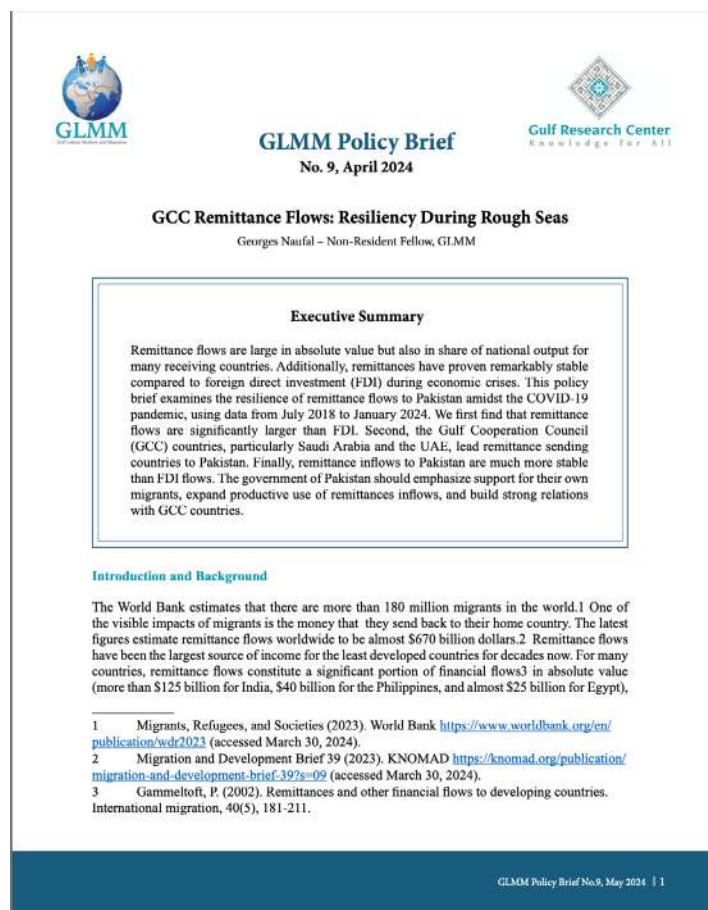 GLMM
Gulf Research Center
Knowledge for All
GLMM Policy Brief
No. 9, April 2024
GCC Remittance Flows: Resiliency During Rough Seas
Georges Naufal – Non-Resident Fellow, GLMM
Executive Summary
Remittance flows are large in absolute value but also in share of national output for
many receiving countries. Additionally, remittances have proven remarkably stable
compared to foreign direct investment (FDI) during economic crises. This policy
brief examines the resilience of remittance flows to Pakistan amidst the COVID-19
pandemic, using data from July 2018 to January 2024. We first find that remittance
flows are significantly larger than FDI. Second, the Gulf Cooperation Council
(GCC) countries, particularly Saudi Arabia and the UAE, lead remittance sending
countries to Pakistan. Finally, remittance inflows to Pakistan are much more stable
than FDI flows. The government of Pakistan should emphasize support for their own
migrants, expand productive use of remittances inflows, and build strong relations
with GCC countries.
Introduction and Background
The World Bank estimates that there are more than 180 million migrants in the world.1 One of
the visible impacts of migrants is the money that they send back to their home country. The latest
figures estimate remittance flows worldwide to be almost $670 billion dollars.2 Remittance flows
have been the largest source of income for the least developed countries for decades now. For many
countries, remittance flows constitute a significant portion of financial flows3 in absolute value
(more than $125 billion for India, $40 billion for the Philippines, and almost $25 billion for Egypt),
1 Migrants, Refugees, and Societies (2023). World Bank https://www.worldbank.org/en/
publication/wdr2023 (accessed March 30, 2024).
2 Migration and Development Brief 39 (2023). KNOMAD https://knomad.org/publication/
migration-and-development-brief-39?s=09 (accessed March 30, 2024).
3 Gammeltoft, P. (2002). Remittances and other financial flows to developing countries.
International migration, 40(5), 181-211.
GLMM Policy Brief No.9, May 2024 | 1